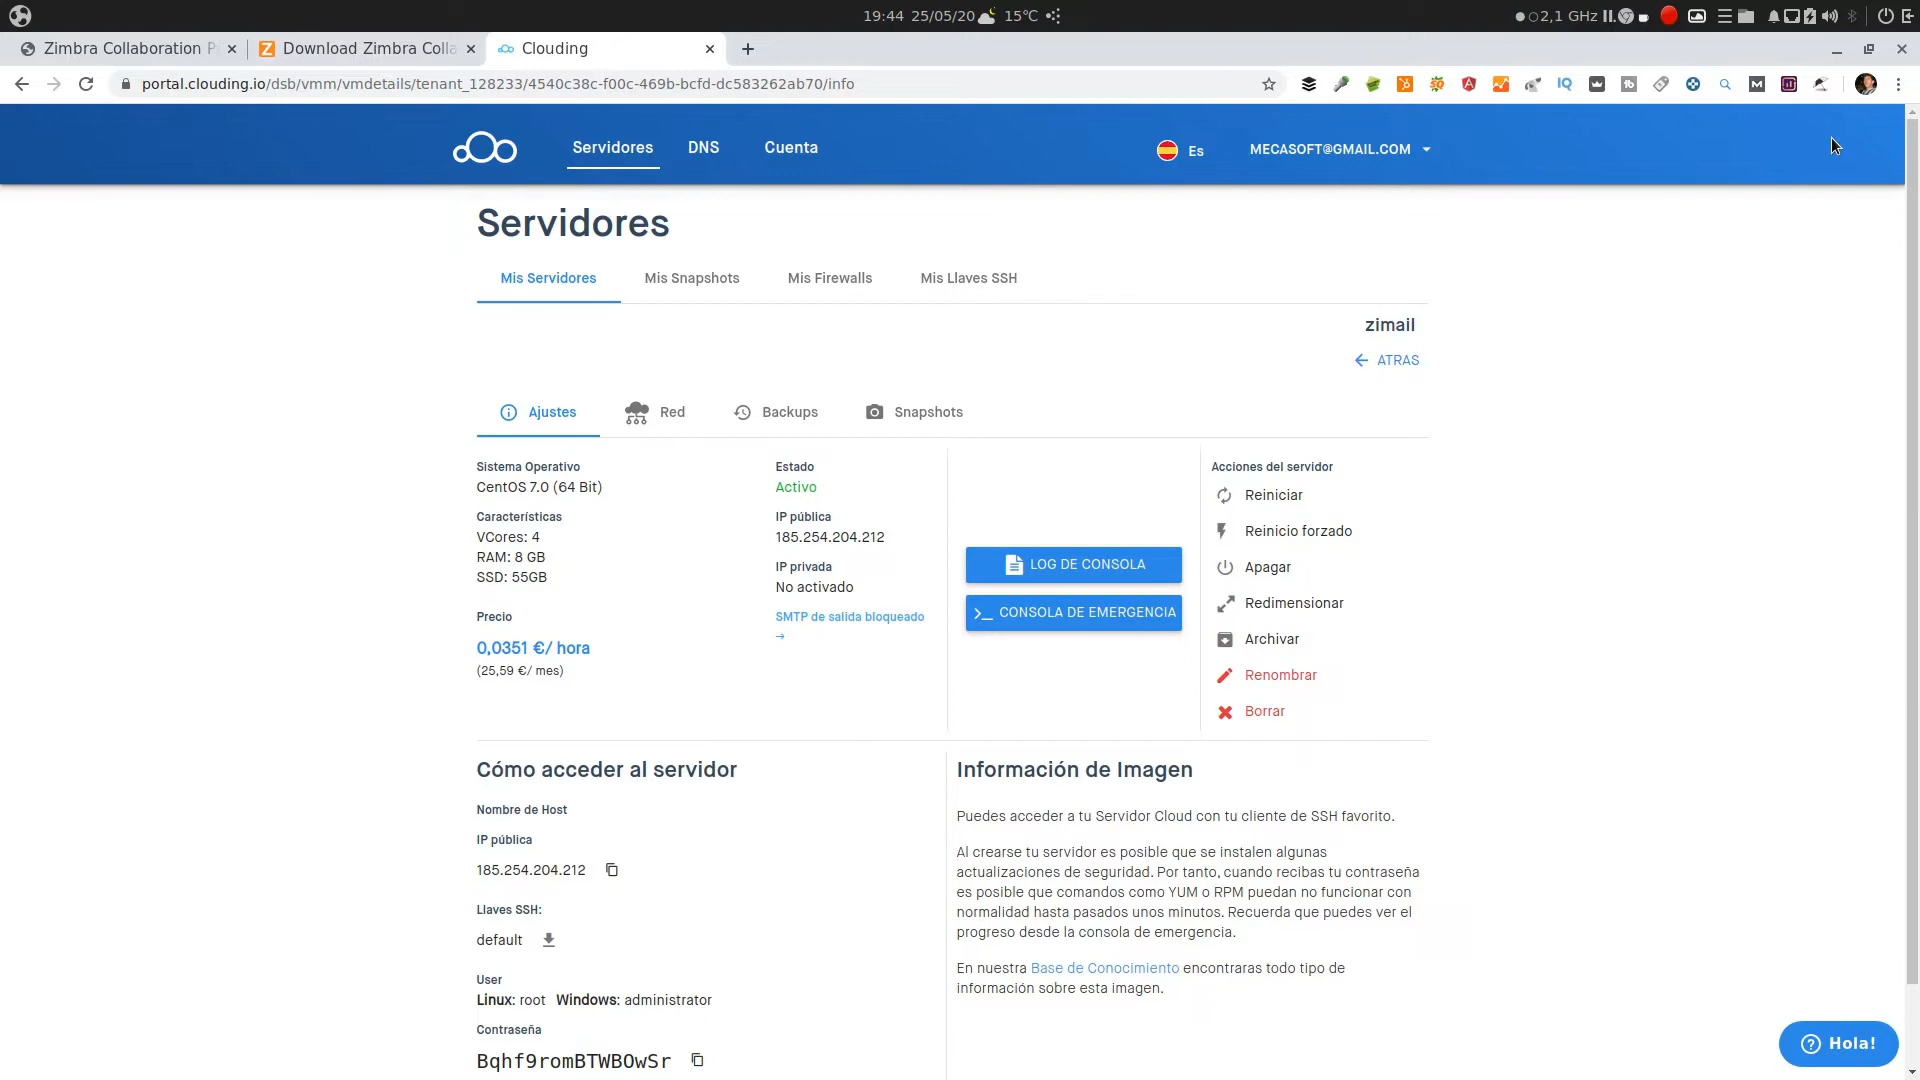 19:44 25/05/20 15°C
2,1 GHz
Zimbra Collaboration P
Download Zimbra Colla
Clouding
portal.clouding.io/dsb/vmm/vmdetails/tenant_128233/4540c38c-f00c-469b-bcfd-dc583262ab70/info
Servidores DNS Cuenta
Es MECASOFT@GMAIL.COM
Servidores
Mis Servidores Mis Snapshots Mis Firewalls Mis Llaves SSH
zimail
ATRAS
Ajustes Red Backups Snapshots
Sistema Operativo
CentOS 7.0 (64 Bit)
Características
VCores: 4
RAM: 8 GB
SSD: 55GB
Precio
0,0351 €/ hora
(25,59 €/ mes)
Estado
Activo
IP pública
185.254.204.212
IP privada
No activado
SMTP de salida bloqueado
→
LOG DE CONSOLA
CONSOLA DE EMERGENCIA
Acciones del servidor
Reiniciar
Reinicio forzado
Apagar
Redimensionar
Archivar
Renombrar
Borrar
Cómo acceder al servidor
Nombre de Host
IP pública
185.254.204.212
Llaves SSH:
default
User
Linux: root Windows: administrator
Contraseña
Bqhf9romBTWBOwSr
Información de Imagen
Puedes acceder a tu Servidor Cloud con tu cliente de SSH favorito.
Al crearse tu servidor es posible que se instalen algunas
actualizaciones de seguridad. Por tanto, cuando recibas tu contraseña
es posible que comandos como YUM o RPM puedan no funcionar con
normalidad hasta pasados unos minutos. Recuerda que puedes ver el
progreso desde la consola de emergencia.
En nuestra Base de Conocimiento encontraras todo tipo de
información sobre esta imagen.
Hola!